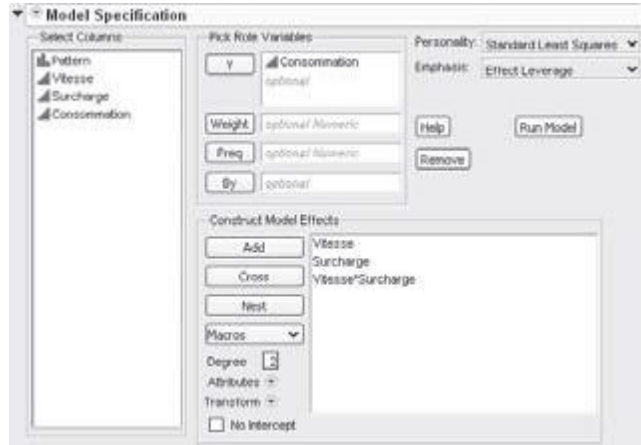 Model Specification
Select Columns
Pattern
Vitesse
Surcharge
Consommation
Pick Role Variables
Y
Consommation
optional
Weight
optional Numeric
Freq
optional Numeric
By
optional
Personality:
Standard Least Squares
Emphasis:
Effect Leverage
Help
Run Model
Remove
Construct Model Effects
Add
Cross
Nest
Macros
Degree
2
Attributes
Transform
No Intercept
Vitesse
Surcharge
Vitesse*Surcharge